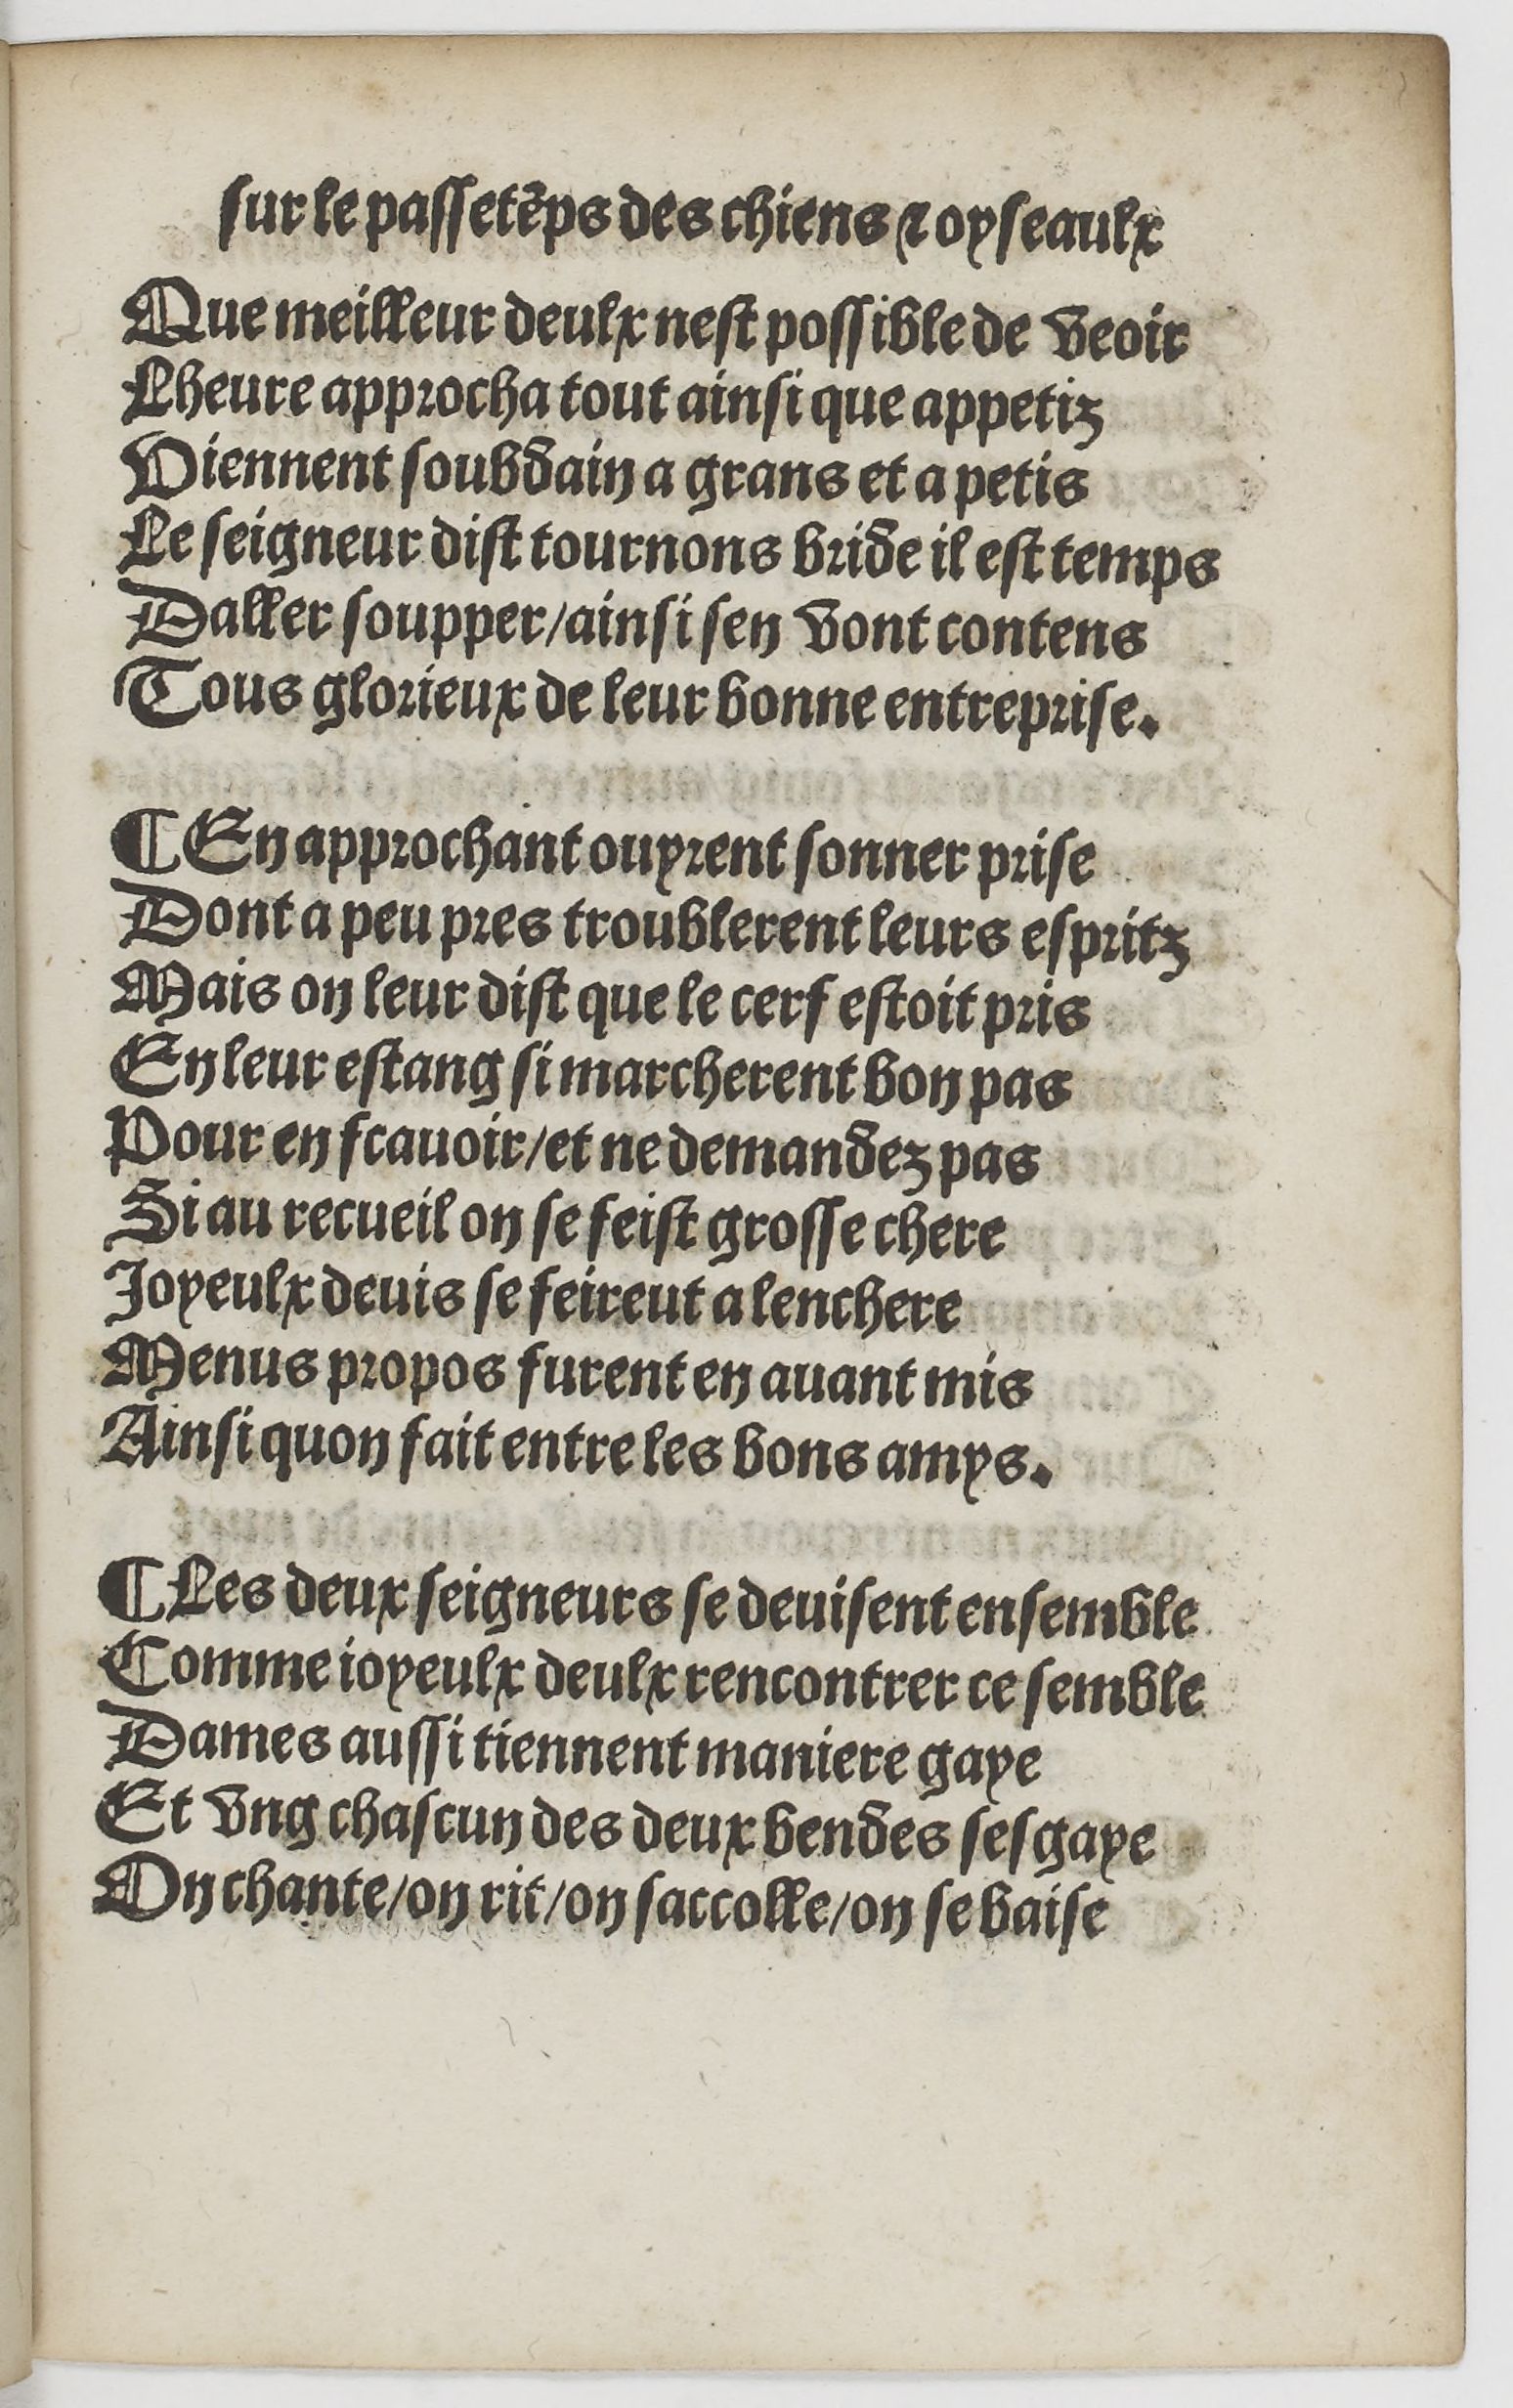 sur le passetẽps des chiens ⁊ oyseaulx
Que meilleur deulx nest possible de veoir
Lheure approcha tout ainsi que appetiz
Viennent soubdain a grans et a petis
Le seigneur dist tournons bride il est temps
Daller soupper/ainsi sen vont contens
Tous glorieux de leur bonne entreprise.
¶ En approchant ouyrent sonner prise
Dont a peu pres troublerent leurs espritz
Mais on leur dist que le cerf estoit pris
En leur estang si marcherent bon pas
Pour en scauoir/et ne demandez pas
Si au recueil on se feist grosse chere
Joyeulx deuis se feireut a lenchere
Menus propos furent en auant mis
Ainsi quon fait entre les bons amys.
¶ Les deux seigneurs se deuisent ensemble
Comme ioyeulx deulx rencontrer ce semble
Dames aussi tiennent maniere gaye
Et vng chascun des deux bendes sesgaye
On chante/on rit/on saccolle/on se baise